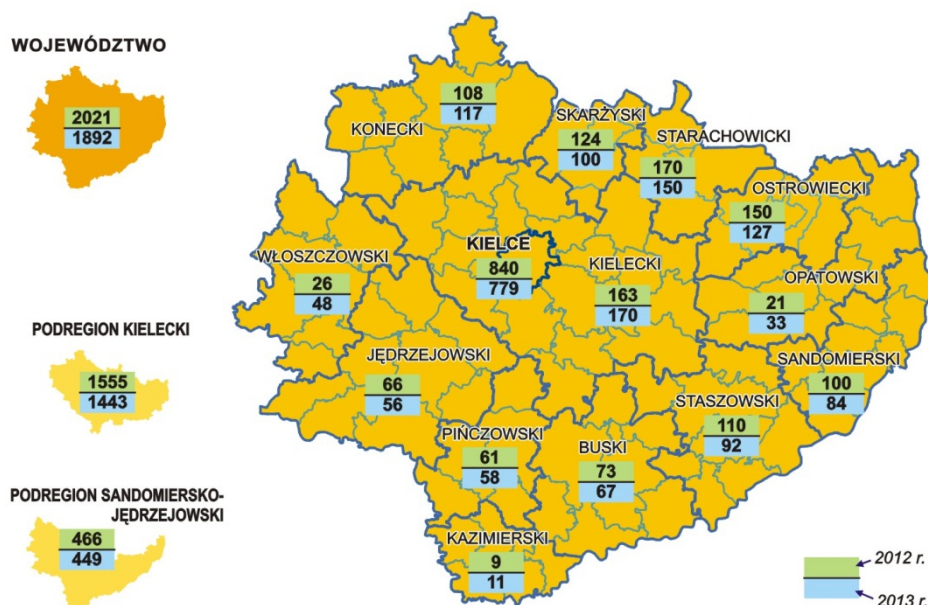 WOJEWÓDZTWO
2021
1892
PODREGION KIELECKI
1555
1443
PODREGION SANDOMIERSKO-
JĘDRZEJOWSKI
466
449
KONECKI
108
117
SKARŻYSKI
124
100
STARACHOWICKI
170
150
OSTROWIECKI
150
127
WŁOSZCZOWSKI
26
48
KIELCE
840
779
KIELECKI
163
170
OPATOWSKI
21
33
JĘDRZEJOWSKI
66
56
SANDOMIERSKI
100
84
STASZOWSKI
110
92
PIŃCZOWSKI
61
58
BUSKI
73
67
KAZIMIERSKI
9
11
2012 r.
2013 r.